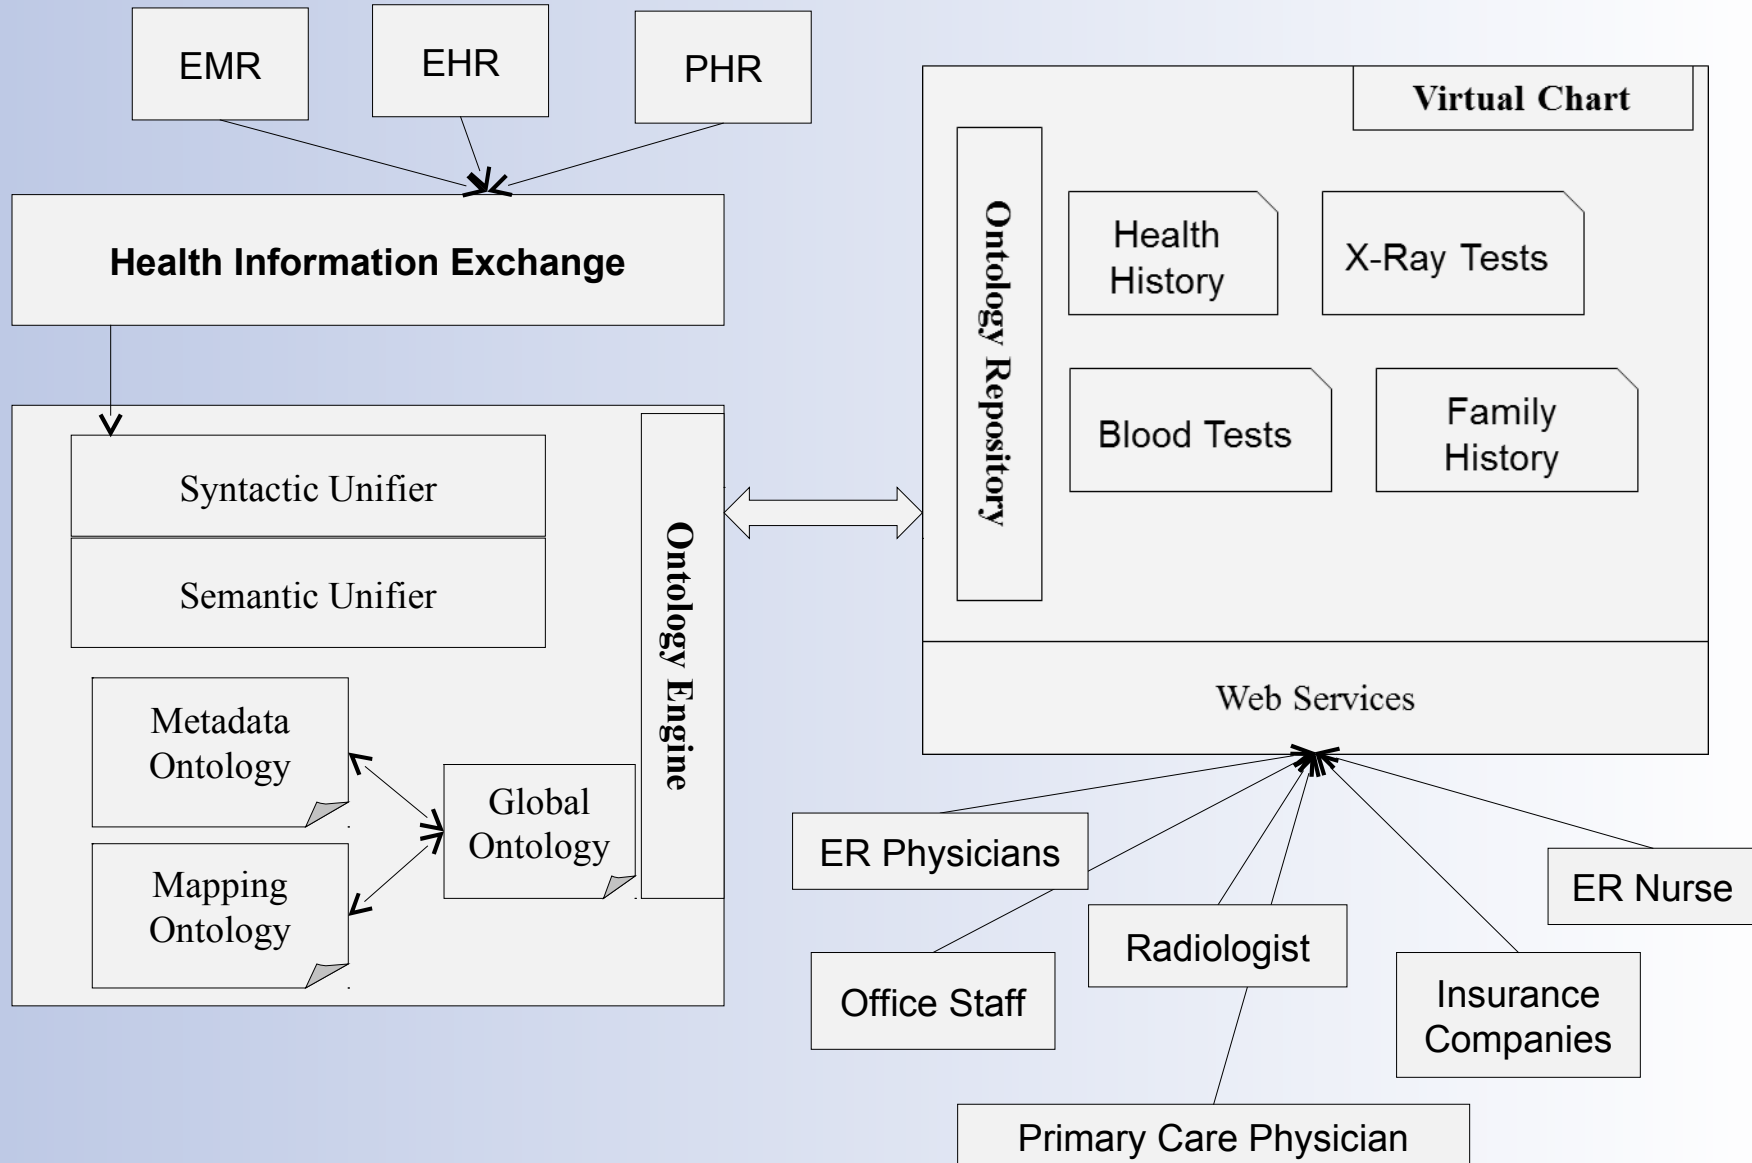 EMR
EHR
PHR
Health Information Exchange
Syntactic Unifier
Semantic Unifier
Metadata
Ontology
Mapping
Ontology
Global
Ontology
Ontology Engine
Virtual Chart
Ontology Repository
Health
History
X-Ray Tests
Blood Tests
Family
History
Web Services
ER Physicians
Office Staff
Radiologist
Primary Care Physician
Insurance
Companies
ER Nurse